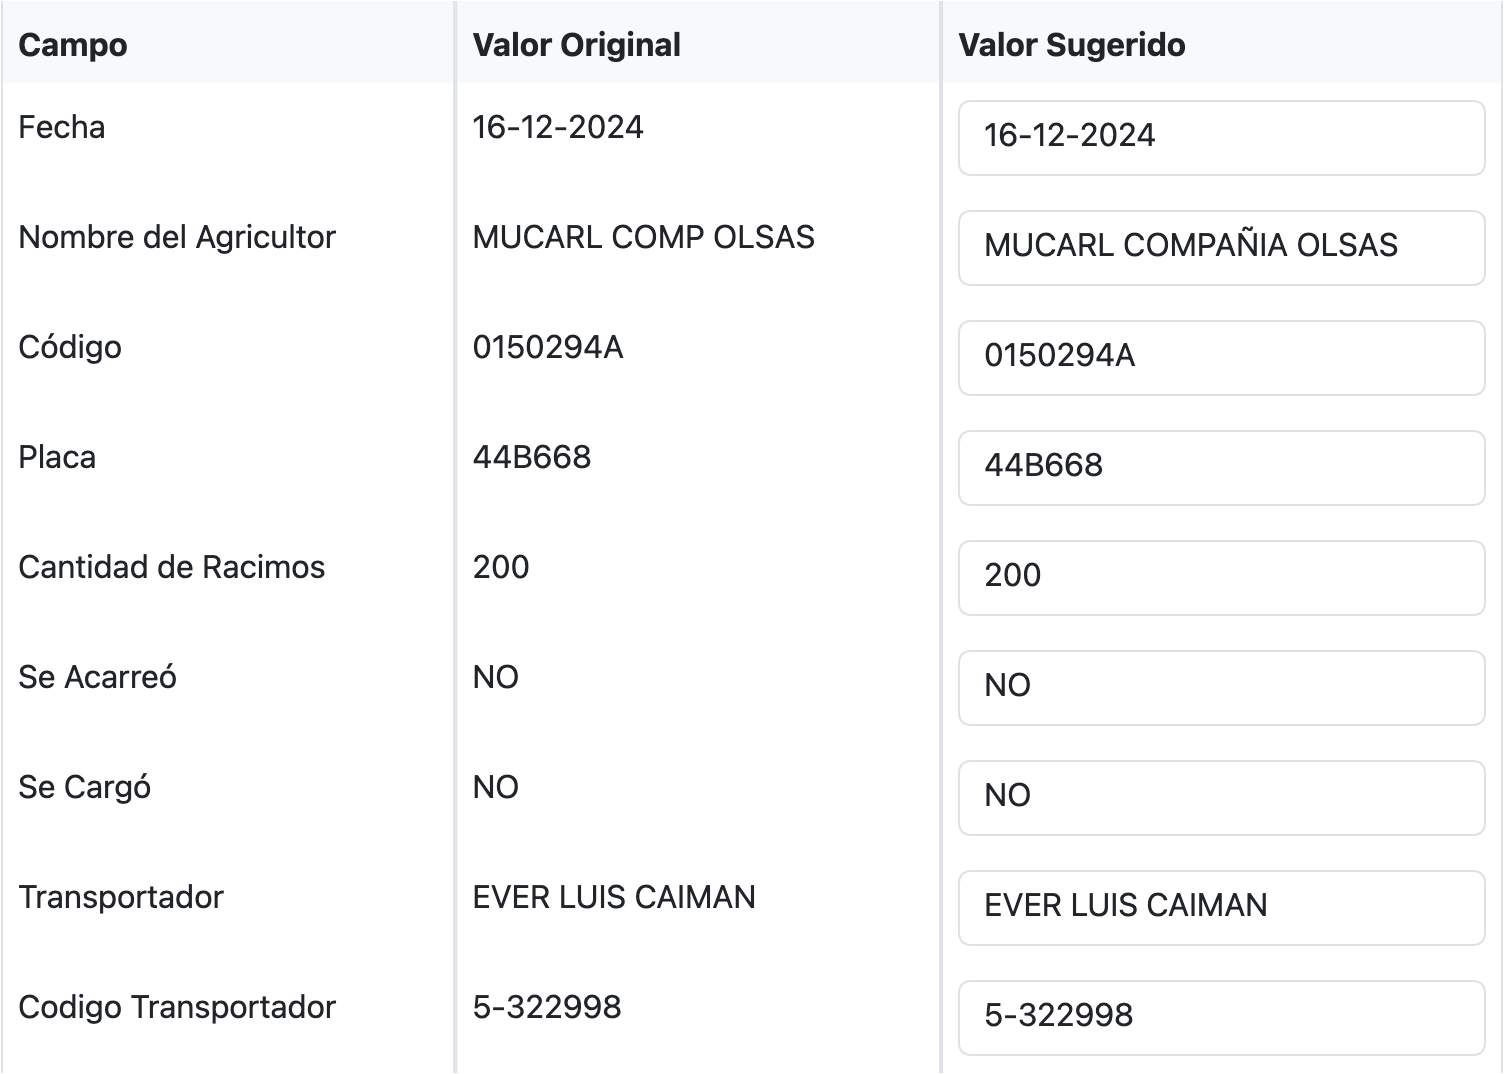 Campo Valor Original Valor Sugerido
Fecha 16-12-2024 16-12-2024
Nombre del Agricultor MUCARL COMP OLSAS MUCARL COMPAÑIA OLSAS
Código 0150294A 0150294A
Placa 44B668 44B668
Cantidad de Racimos 200 200
Se Acarreó NO NO
Se Cargó NO NO
Transportador EVER LUIS CAIMAN EVER LUIS CAIMAN
Codigo Transportador 5-322998 5-322998